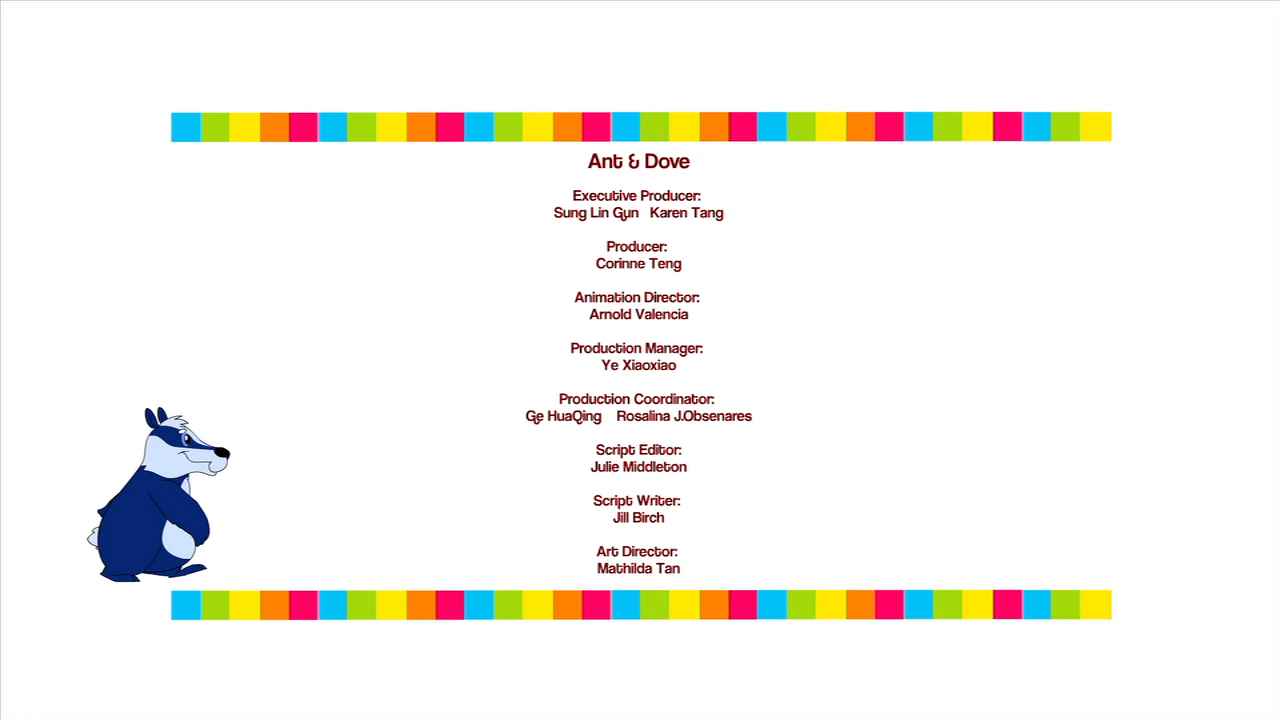 Ant & Dove
Executive Producer:
Sung Lin Gun Karen Tang
Producer:
Corinne Teng
Animation Director:
Arnold Valencia
Production Manager:
Ye Xiaoxiao
Production Coordinator:
Ge HuaQing Rosalina J.Obsenares
Script Editor:
Julie Middleton
Script Writer:
Jill Birch
Art Director:
Mathilda Tan